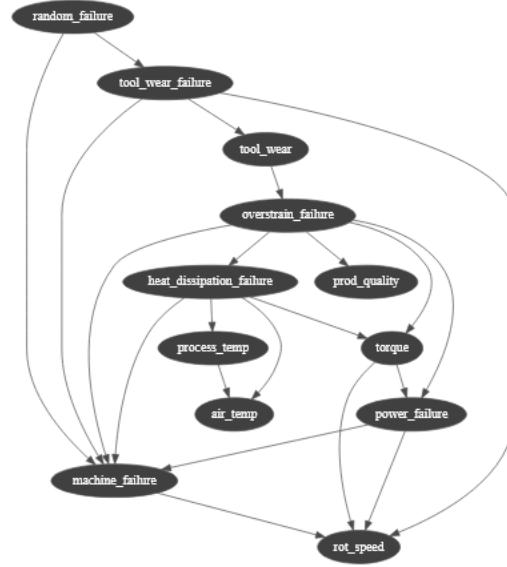 random_failure
tool_wear_failure
tool_wear
overstrain_failure
heat_dissipation_failure
prod_quality
process_temp
torque
air_temp
power_failure
machine_failure
rot_speed